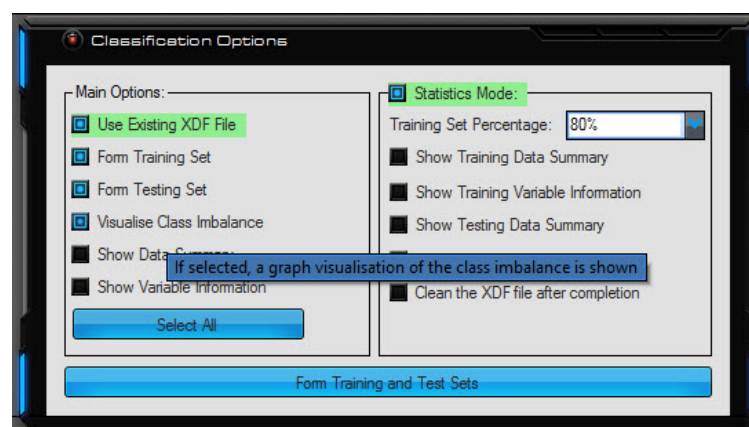 Classification Options
Main Options:
Use Existing XDF File
Form Training Set
Form Testing Set
Visualise Class Imbalance
Show Data
Show Variable Information
Select All
Statistics Mode:
Training Set Percentage: 80%
Show Training Data Summary
Show Training Variable Information
Show Testing Data Summary
If selected, a graph visualisation of the class imbalance is shown
Clean the XDF file after completion
Form Training and Test Sets